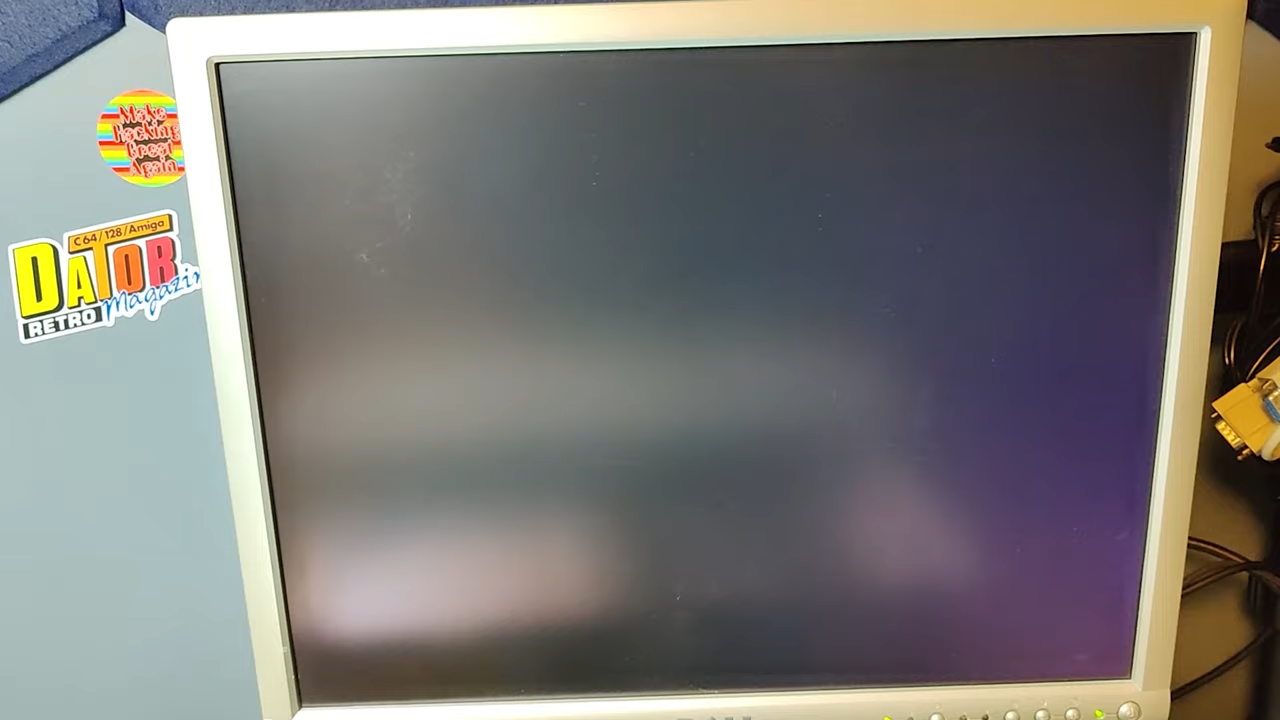 Make
Hacking
Great
Again
C64/128/Amiga
DATOR
RETRO Magazin